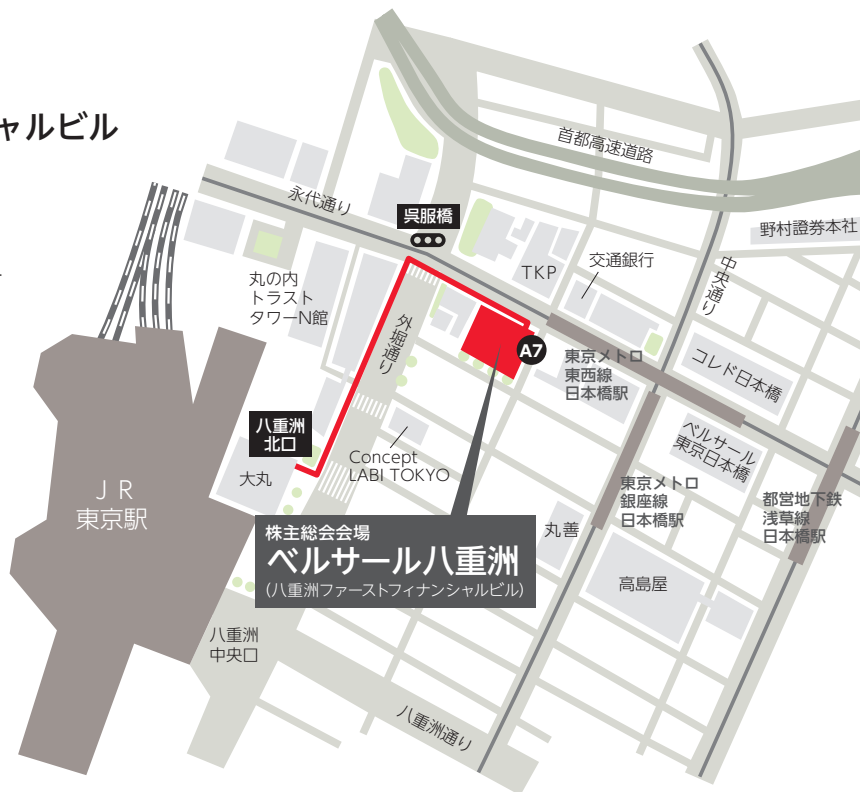 ャルビル
首都高速道路
永代通り
呉服橋
野村證券本社
中央通り
交通銀行
TKP
丸の内
トラスト
タワーN館
外堀通り
A7
東京メトロ
東西線
日本橋駅
コレド日本橋
八重洲
北口
大丸
Concept
LABI TOKYO
ベルサール
東京日本橋
JR
東京駅
東京メトロ
銀座線
日本橋駅
都営地下鉄
浅草線
日本橋駅
丸善
株主総会会場
ベルサール八重洲
(八重洲ファーストフィナンシャルビル)
高島屋
八重洲
中央口
八重洲通り